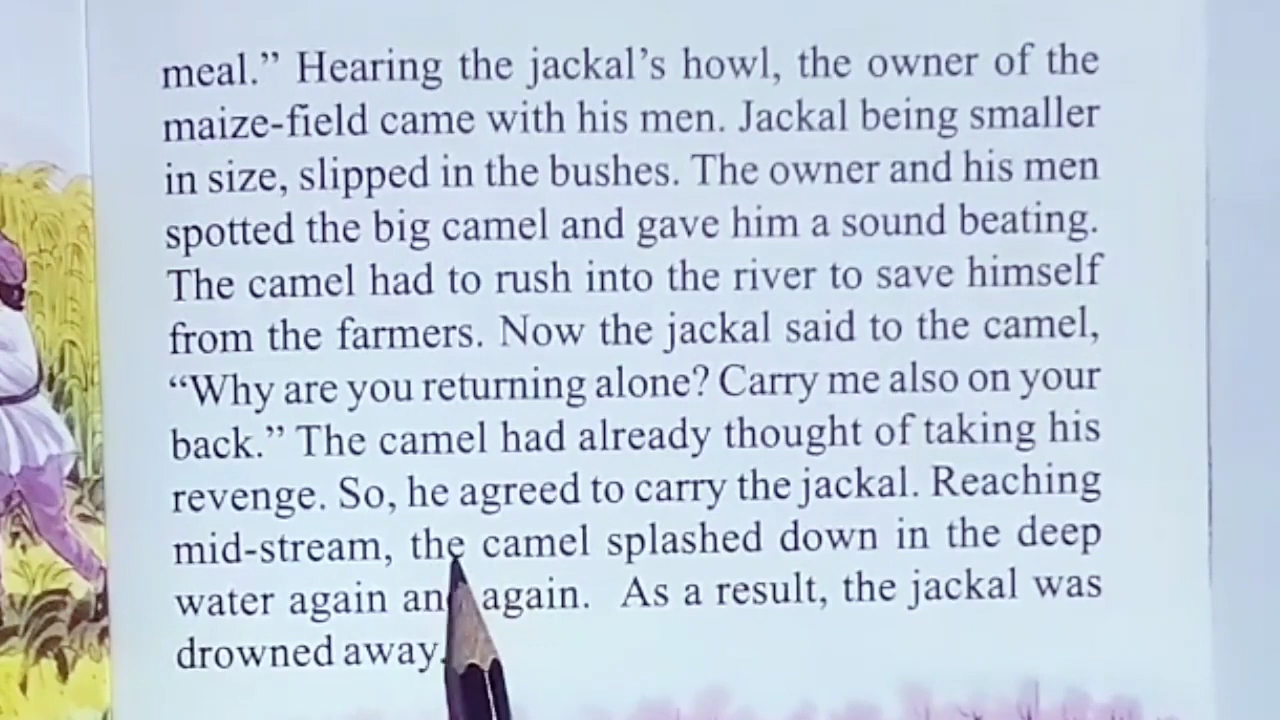 meal.” Hearing the jackal’s howl, the owner of the
maize-field came with his men. Jackal being smaller
in size, slipped in the bushes. The owner and his men
spotted the big camel and gave him a sound beating.
The camel had to rush into the river to save himself
from the farmers. Now the jackal said to the camel,
“Why are you returning alone? Carry me also on your
back.” The camel had already thought of taking his
revenge. So, he agreed to carry the jackal. Reaching
mid-stream, the camel splashed down in the deep
water again and again. As a result, the jackal was
drowned away.